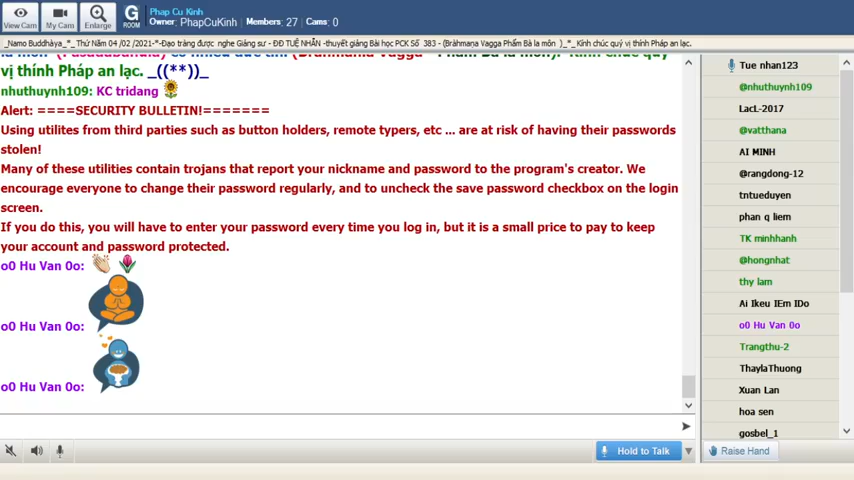 Phap Cu Kinh
Owner: PhapCuKinh | Members: 27 | Cams: 0
View Cam
My Cam
Enlarge
G
ROOM
_Namo Buddhàya_*_ Thứ Năm 04 /02 /2021-*-Đạo tràng được nghe Giảng sư - ĐĐ TUỆ NHÂN -thuyết giảng Bài học PCK Số 383 - (Bràhmaṇa Vagga Phẩm Bà la môn )_*_Kính chúc quý vị thính Pháp an lạc.
vị thính Pháp an lạc. _((**))_
nhuthuynh109: KC tridang
Alert: ====SECURITY BULLETIN!=======
Using utilites from third parties such as button holders, remote typers, etc ... are at risk of having their passwords
stolen!
Many of these utilities contain trojans that report your nickname and password to the program's creator. We
encourage everyone to change their password regularly, and to uncheck the save password checkbox on the login
screen.
If you do this, you will have to enter your password every time you log in, but it is a small price to pay to keep
your account and password protected.
o0 Hu Van 0o:
o0 Hu Van 0o:
o0 Hu Van 0o:
Tue nhan123
@nhuthuynh109
LacL-2017
@vatthana
AI MINH
@rangdong-12
tntueduyen
phan q liem
TK minhhanh
@hongnhat
thy lam
Ai Ikeu IEm IDo
o0 Hu Van 0o
Trangthu-2
ThaylaThuong
Xuan Lan
hoa sen
gosbel_1
Hold to Talk
Raise Hand